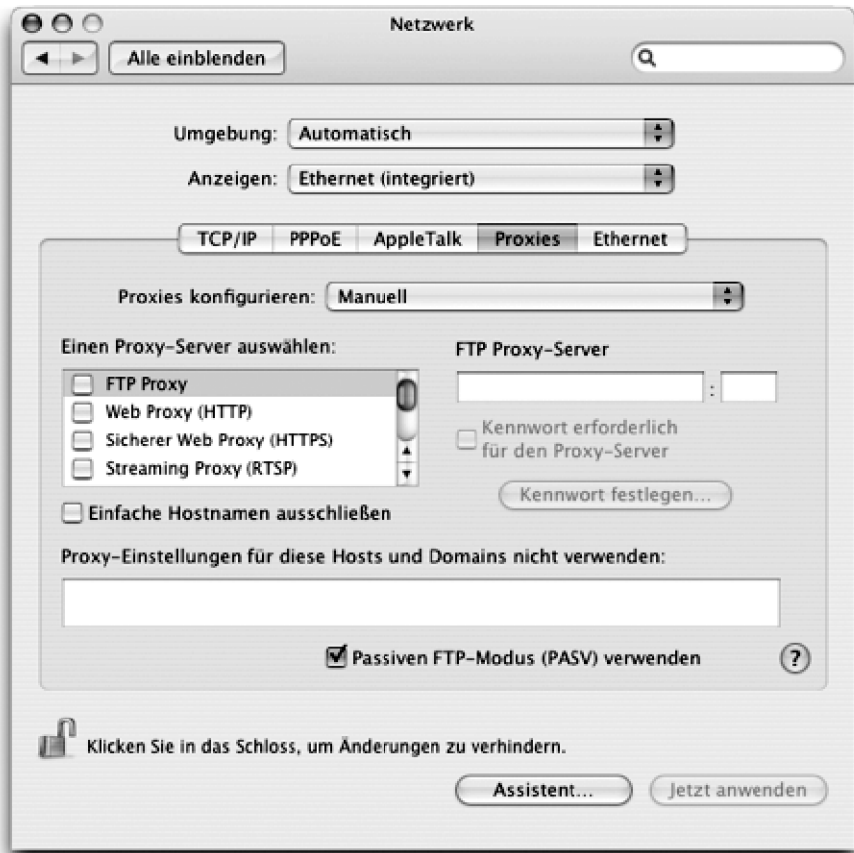 Netzwerk
Alle einblenden
Umgebung: Automatisch
Anzeigen: Ethernet (integriert)
TCP/IP PPPoE AppleTalk Proxies Ethernet
Proxies konfigurieren: Manuell
Einen Proxy-Server auswählen:
FTP Proxy
Web Proxy (HTTP)
Sicherer Web Proxy (HTTPS)
Streaming Proxy (RTSP)
Einfache Hostnamen ausschließen
FTP Proxy-Server
:
Kennwort erforderlich
für den Proxy-Server
Kennwort festlegen...
Proxy-Einstellungen für diese Hosts und Domains nicht verwenden:
Passiven FTP-Modus (PASV) verwenden
?
Klicken Sie in das Schloss, um Änderungen zu verhindern.
Assistent... Jetzt anwenden